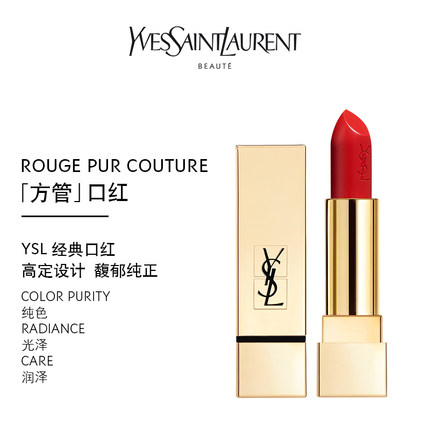 YVESSAINTLAURENT
BEAUTÉ
ROUGE PUR COUTURE
「方管」口红
YSL 经典口红
高定设计 馥郁纯正
COLOR PURITY
纯色
RADIANCE
光泽
CARE
润泽
YSL